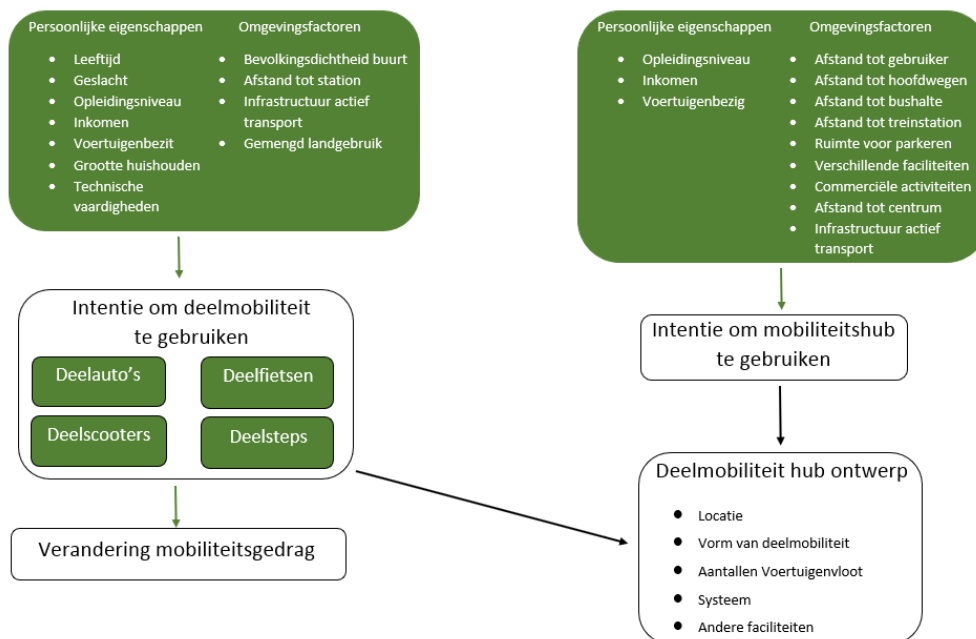 Persoonlijke eigenschappen
Leeftijd
Geslacht
Opleidingsniveau
Inkomen
Voertuigenbezit
Grootte huishouden
Technische
vaardigheden
Omgevingsfactoren
Bevolkingsdichtheid buurt
Afstand tot station
Infrastructuur actief
transport
Gemengd landgebruik
Intentie om deelmobiliteit
te gebruiken
Deelauto's
Deelfietsen
Deelscooters
Deelsteps
Verandering mobiliteitsgedrag
Persoonlijke eigenschappen
Opleidingsniveau
Inkomen
Voertuigenbezig
Omgevingsfactoren
Afstand tot gebruiker
Afstand tot hoofdwegen
Afstand tot bushalte
Afstand tot treinstation
Ruimte voor parkeren
Verschillende faciliteiten
Commerciële activiteiten
Afstand tot centrum
Infrastructuur actief
transport
Intentie om mobiliteitshub
te gebruiken
Deelmobiliteit hub ontwerp
Locatie
Vorm van deelmobiliteit
Aantallen Voertuigenvloot
Systeem
Andere faciliteiten